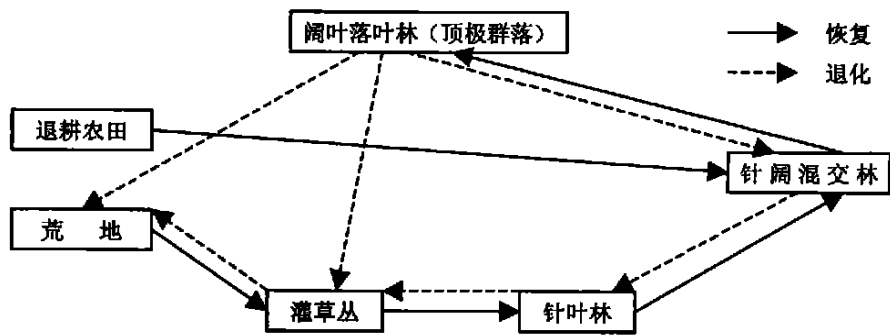 阔叶落叶林（顶极群落）
恢复
退化
退耕农田
针阔混交林
荒 地
灌草丛
针叶林